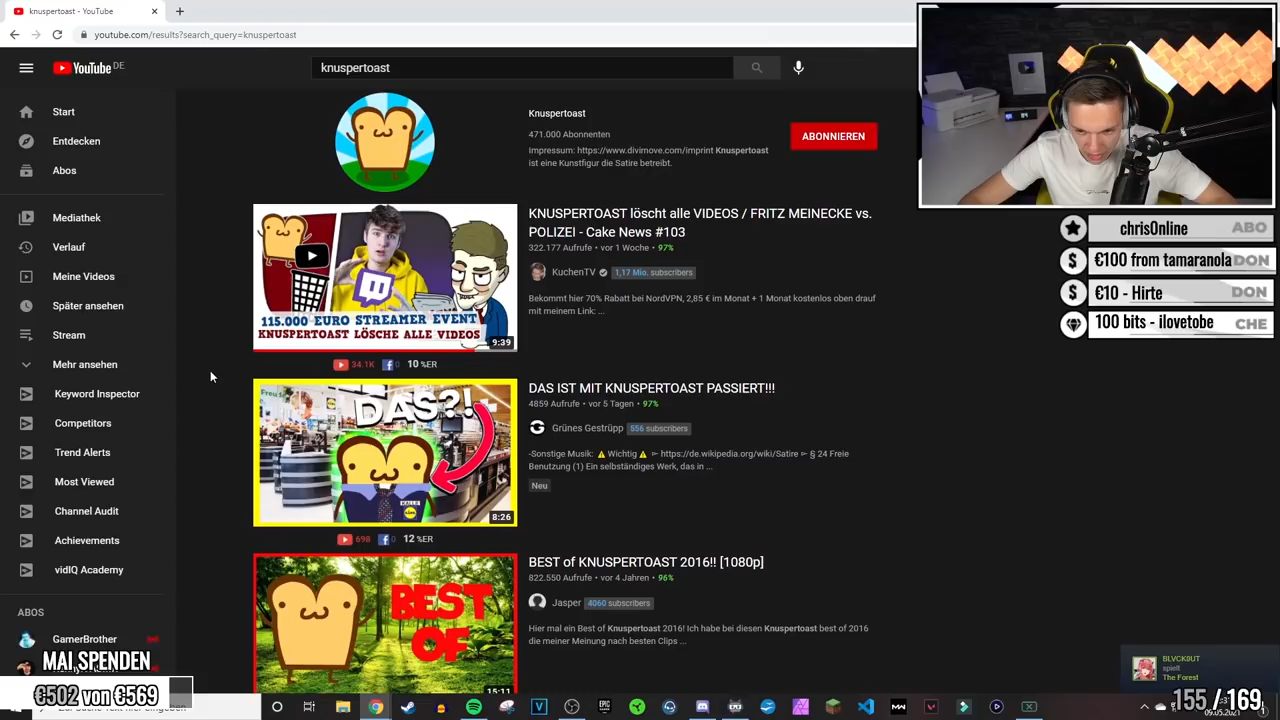 knuspertoast - YouTube
youtube.com/results?search_query=knuspertoast
YouTube DE
knuspertoast
Start
Entdecken
Abos
Mediathek
Verlauf
Meine Videos
Später ansehen
Stream
Mehr ansehen
Keyword Inspector
Competitors
Trend Alerts
Most Viewed
Channel Audit
Achievements
vidIQ Academy
ABOS
GamerBrother
MAI SPENDEN
€502 von €569
Knuspertoast
471.000 Abonnenten
Impressum: https://www.divimove.com/imprint Knuspertoast
ist eine Kunstfigur die Satire betreibt.
ABONNIEREN
115.000 EURO STREAMER EVENT
KNUSPERTOAST LÖSCHE ALLE VIDEOS
9:39
34.1K 0 10 %ER
KNUSPERTOAST löscht alle VIDEOS / FRITZ MEINECKE vs.
POLIZEI - Cake News #103
322.177 Aufrufe • vor 1 Woche • 97%
KuchenTV 1,17 Mio. subscribers
Bekommt hier 70% Rabatt bei NordVPN, 2,85 € im Monat + 1 Monat kostenlos oben drauf
mit meinem Link: ...
DAS?!
KALLE
8:26
698 0 12 %ER
DAS IST MIT KNUSPERTOAST PASSIERT!!!
4859 Aufrufe • vor 5 Tagen • 97%
Grünes Gestrüpp 556 subscribers
-Sonstige Musik: ⚠ Wichtig ⚠ ► https://de.wikipedia.org/wiki/Satire ► § 24 Freie
Benutzung (1) Ein selbständiges Werk, das in ...
Neu
BEST
OF
15:11
BEST of KNUSPERTOAST 2016!! [1080p]
822.550 Aufrufe • vor 4 Jahren • 96%
Jasper 4060 subscribers
Hier mal ein Best of Knuspertoast 2016! Ich habe bei diesen Knuspertoast best of 2016
die meiner Meinung nach besten Clips ...
chrisOnline ABO
€100 from tamaranola DON
€10 - Hirte DON
100 bits - ilovetobe CHE
BLVCK0UT
spielt
The Forest
155 / 169
09.05.2021